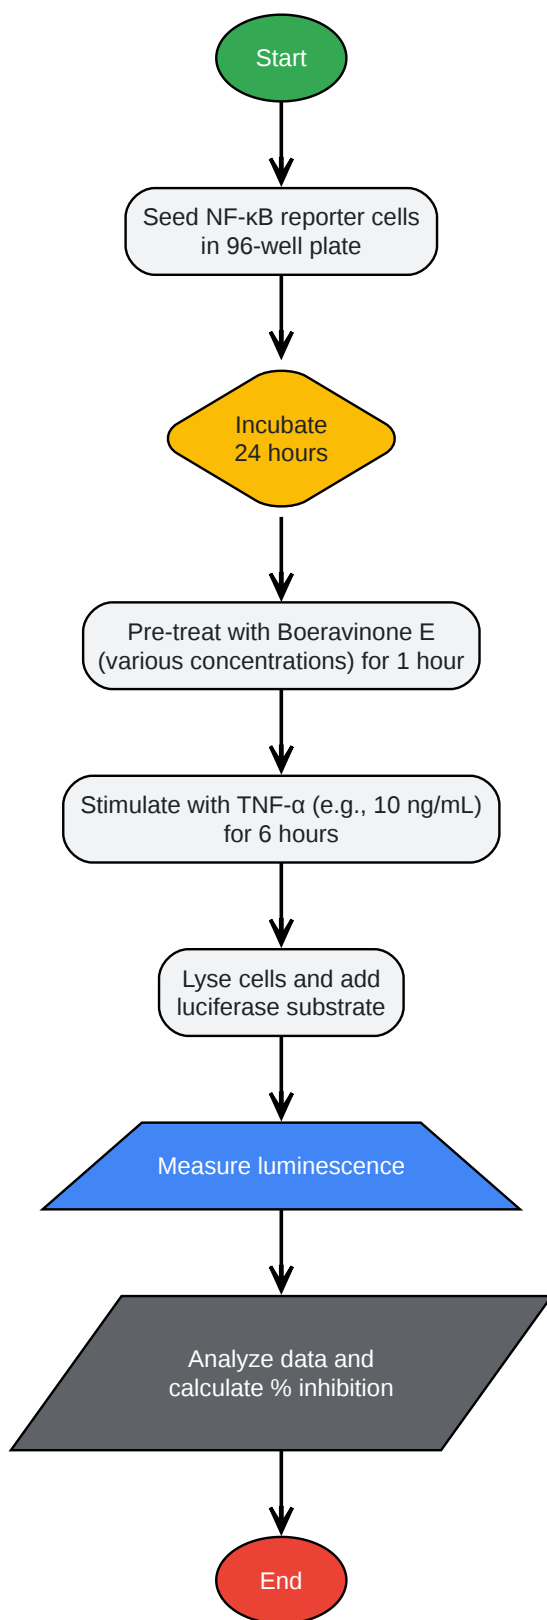 Start
Seed NF-κB reporter cells
in 96-well plate
Incubate
24 hours
Pre-treat with Boeravinone E
(various concentrations) for 1 hour
Stimulate with TNF-α (e.g., 10 ng/mL)
for 6 hours
Lyse cells and add
luciferase substrate
Measure luminescence
Analyze data and
calculate % inhibition
End